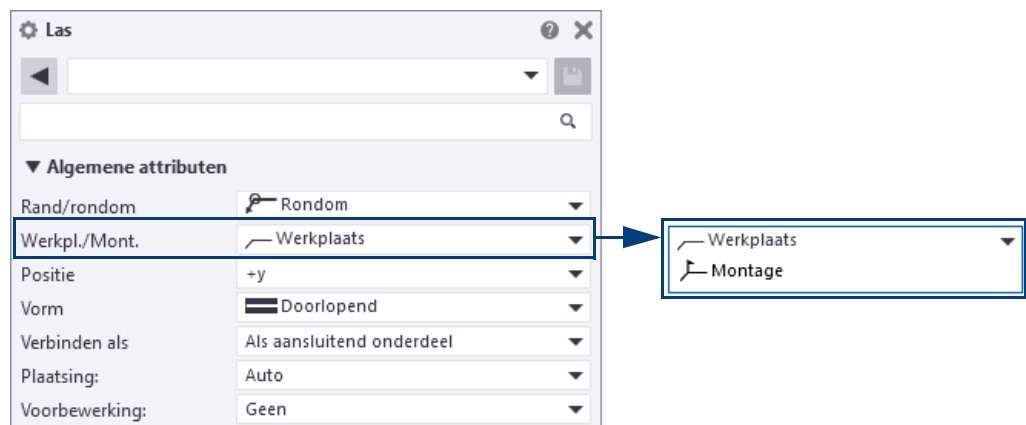 Las
Algemene attributen
Rand/rondom Rondom
Werkpl./Mont. Werkplaats
Positie +y
Vorm Doorlopend
Verbinden als Als aansluitend onderdeel
Plaatsing: Auto
Voorbewerking: Geen
Werkplaats
Montage